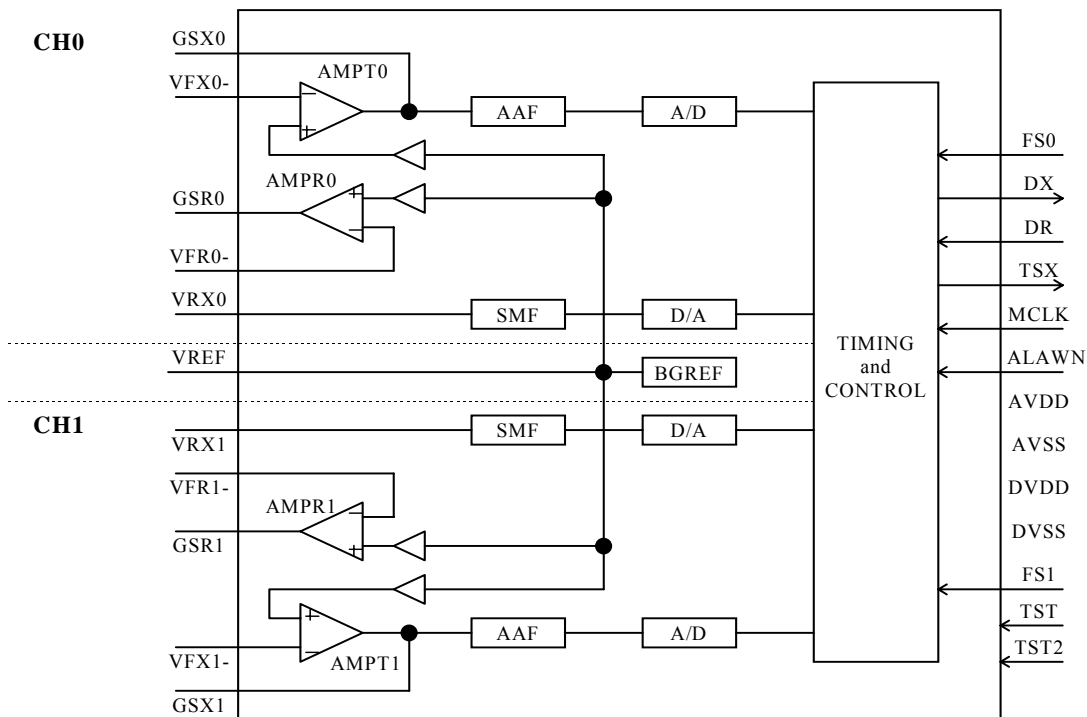 CH0
GSX0
VFX0-
AMPT0
AAF
A/D
AMPR0
GSR0
VFR0-
VRX0
SMF
D/A
VREF
BGREF
CH1
VRX1
SMF
D/A
VFR1-
AMPR1
GSR1
VFX1-
AMPT1
AAF
A/D
GSX1
TIMING
and
CONTROL
FS0
DX
DR
TSX
MCLK
ALAWN
AVDD
AVSS
DVDD
DVSS
FS1
TST
TST2